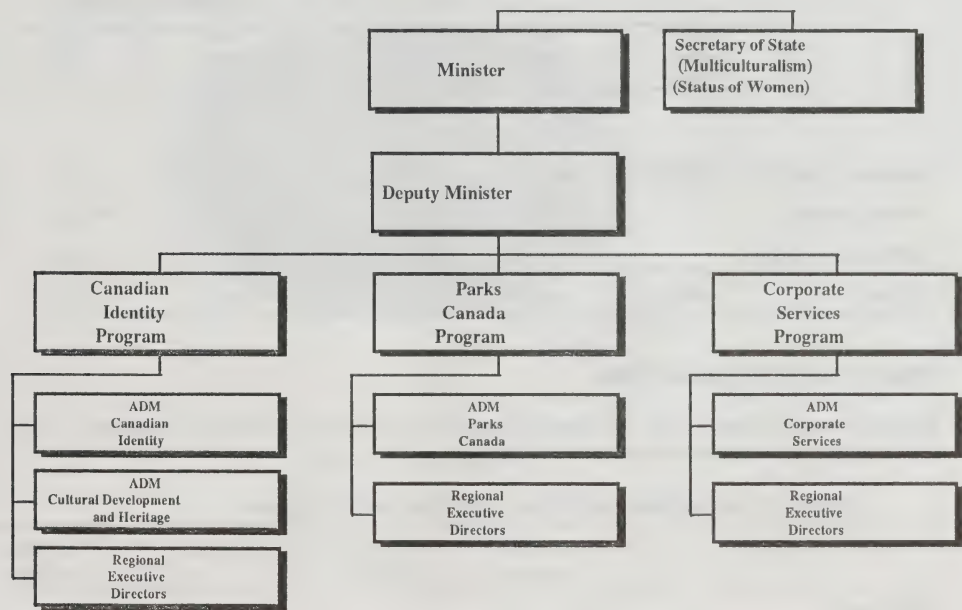 Minister
Secretary of State
(Multiculturalism)
(Status of Women)
Deputy Minister
Canadian
Identity
Program
Parks
Canada
Program
Corporate
Services
Program
ADM
Canadian
Identity
ADM
Cultural Development
and Heritage
Regional
Executive
Directors
ADM
Parks
Canada
Regional
Executive
Directors
ADM
Corporate
Services
Regional
Executive
Directors